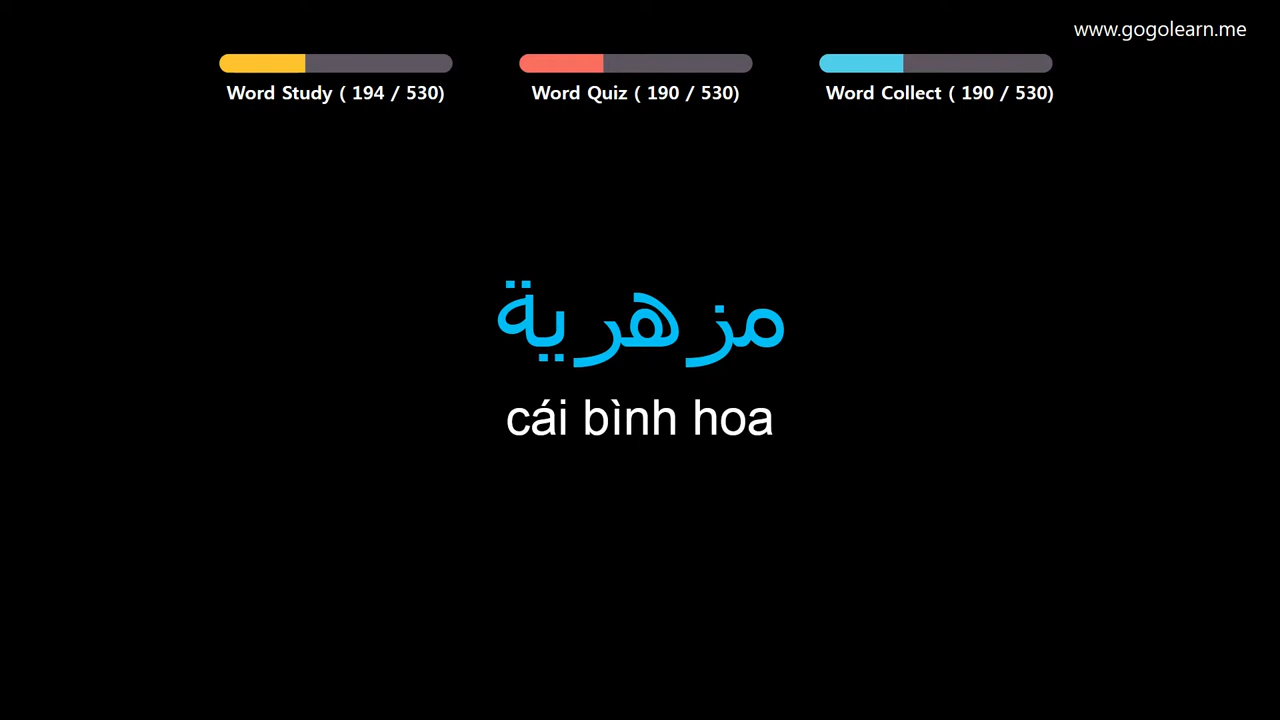 www.gogolearn.me
Word Study ( 194 / 530)
Word Quiz ( 190 / 530)
Word Collect ( 190 / 530)
مزهرية
cái bình hoa